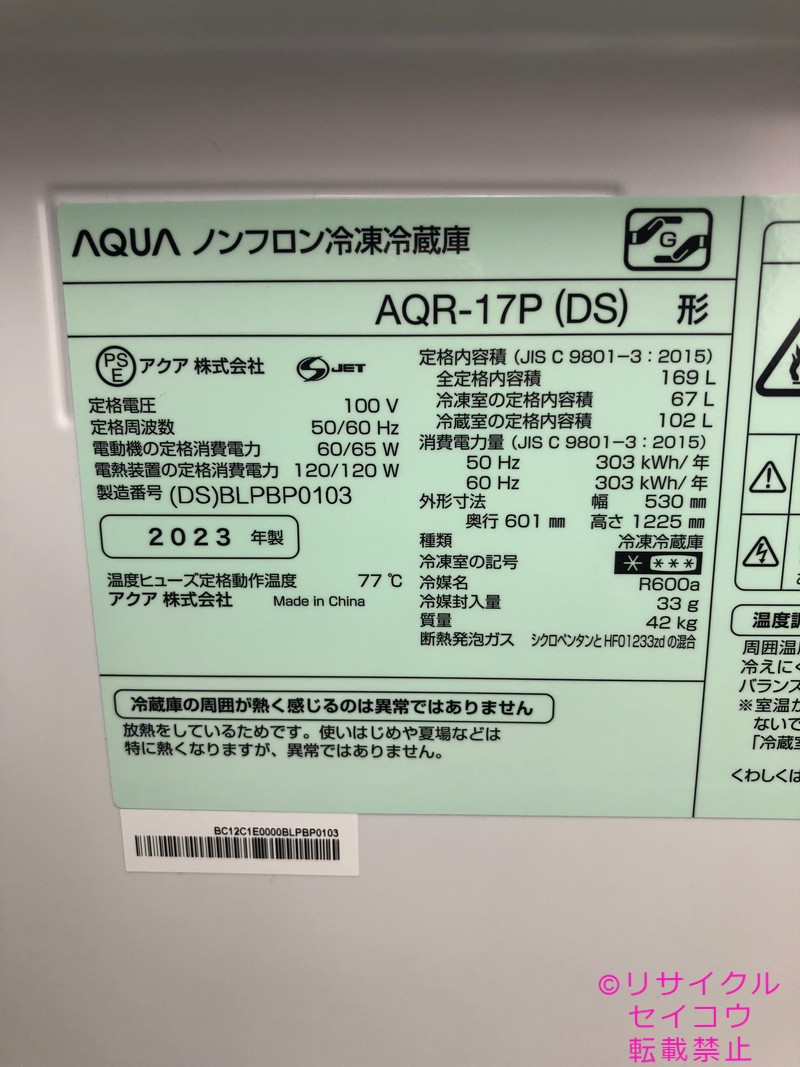 AQUA ノンフロン冷凍冷蔵庫
G
AQR-17P (DS) 形
PS E アクア 株式会社 S JET
定格電圧 100 V
定格周波数 50/60 Hz
電動機の定格消費電力 60/65 W
電熱装置の定格消費電力 120/120 W
製造番号 (DS)BLPBP0103
2023 年製
温度ヒューズ定格動作温度 77 ℃
アクア 株式会社 Made in China
定格内容積 (JIS C 9801-3 : 2015)
全定格内容積 169 L
冷凍室の定格内容積 67 L
冷蔵室の定格内容積 102 L
消費電力量 (JIS C 9801-3 : 2015)
50 Hz 303 kWh/年
60 Hz 303 kWh/年
外形寸法 幅 530 ㎜
奥行 601 ㎜ 高さ 1225 ㎜
種類 冷凍冷蔵庫
冷凍室の記号 * ***
冷媒名 R600a
冷媒封入量 33 g
質量 42 kg
断熱発泡ガス シクロペンタンとHFO1233zdの混合
冷蔵庫の周囲が熱く感じるのは異常ではありません
放熱をしているためです。使いはじめや夏場などは
特に熱くなりますが、異常ではありません。
温度調
周囲温
冷えにく
バランス
※室温か
ないで
「冷蔵室
くわしくは
BC12C1E0000BLPBP0103
©リサイクル
セイコウ
転載禁止